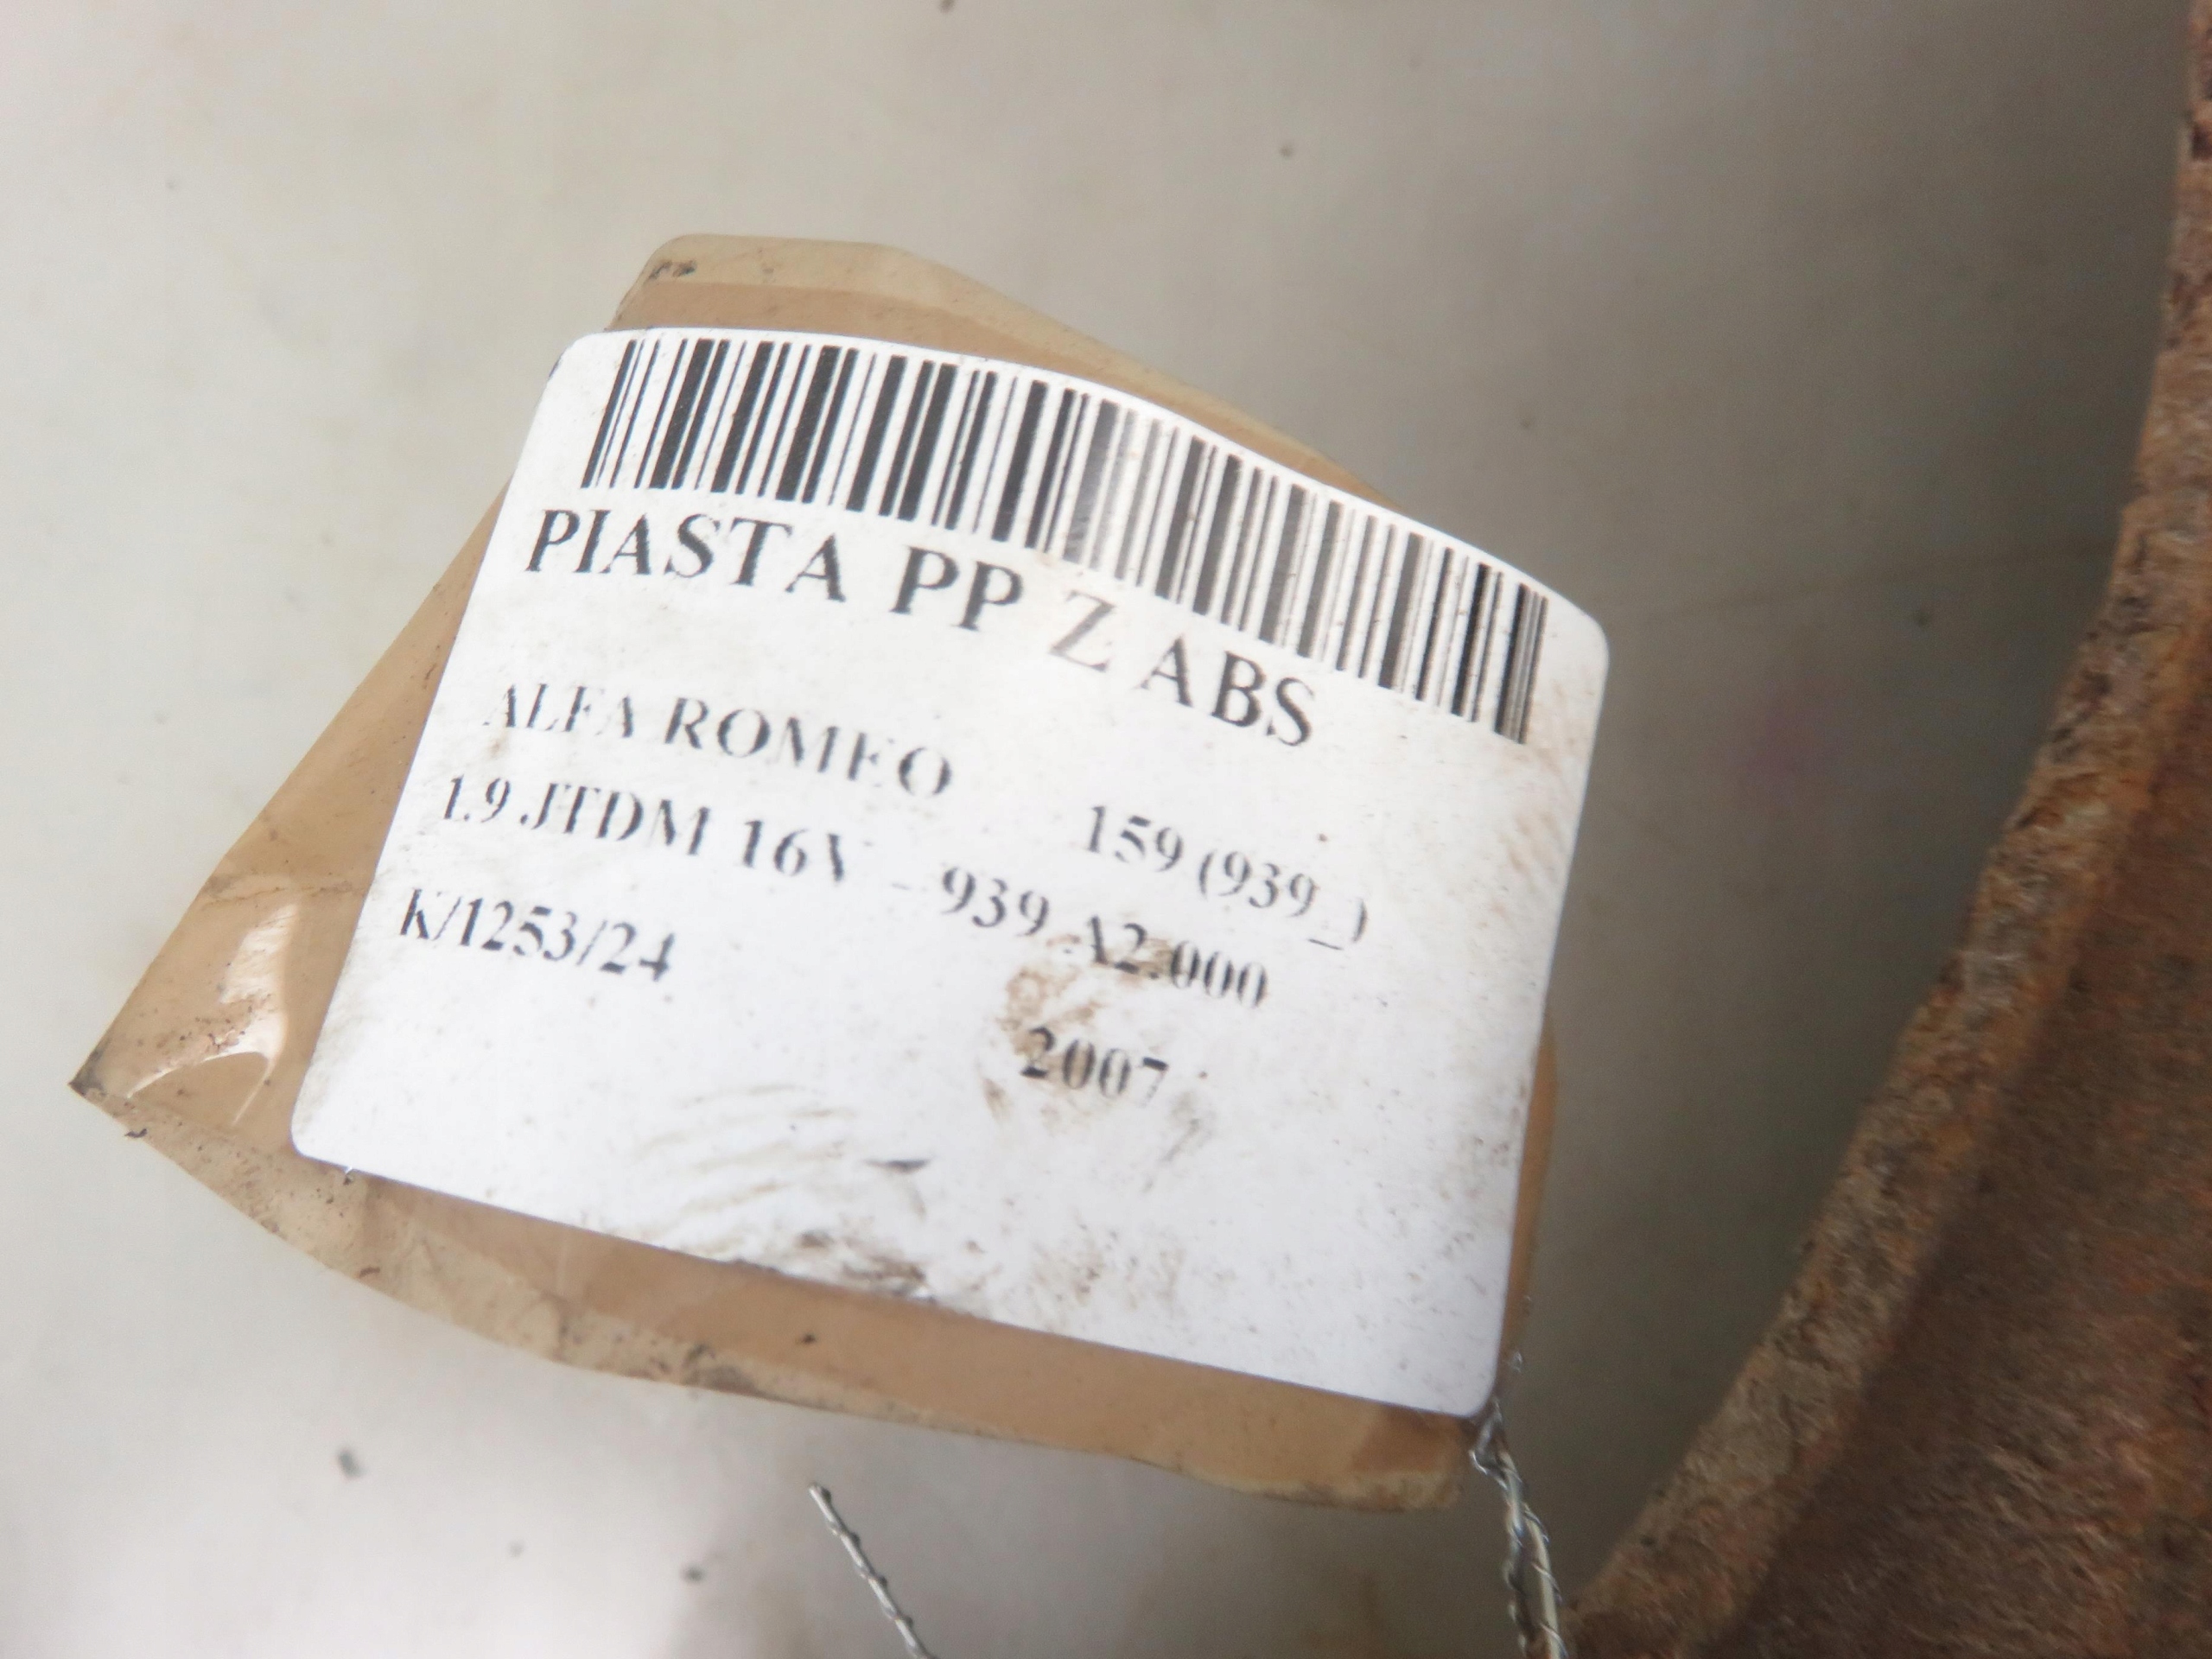 PIASTA PP Z ABS
ALFA ROMEO 159 (939_)
1.9 JTDM 16V - 939 A2.000
K/1253/24 2007